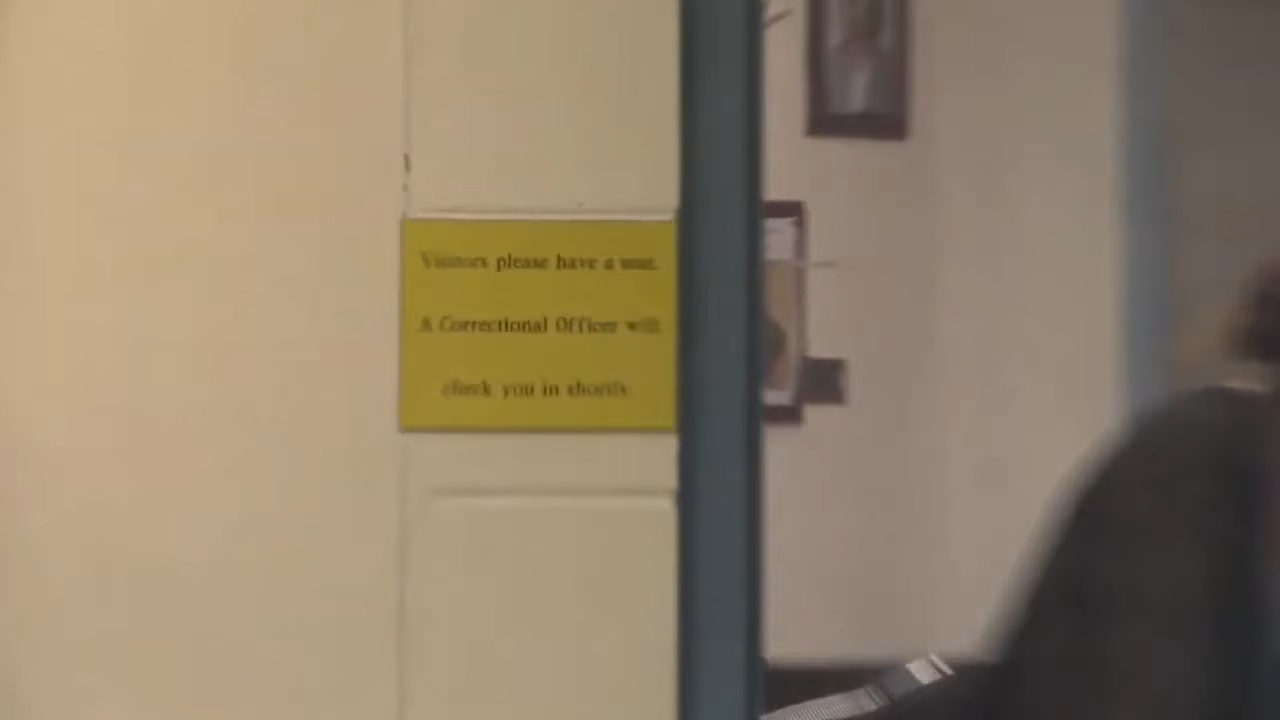 Visitors please have a seat.
A Correctional Officer will
check you in shortly.